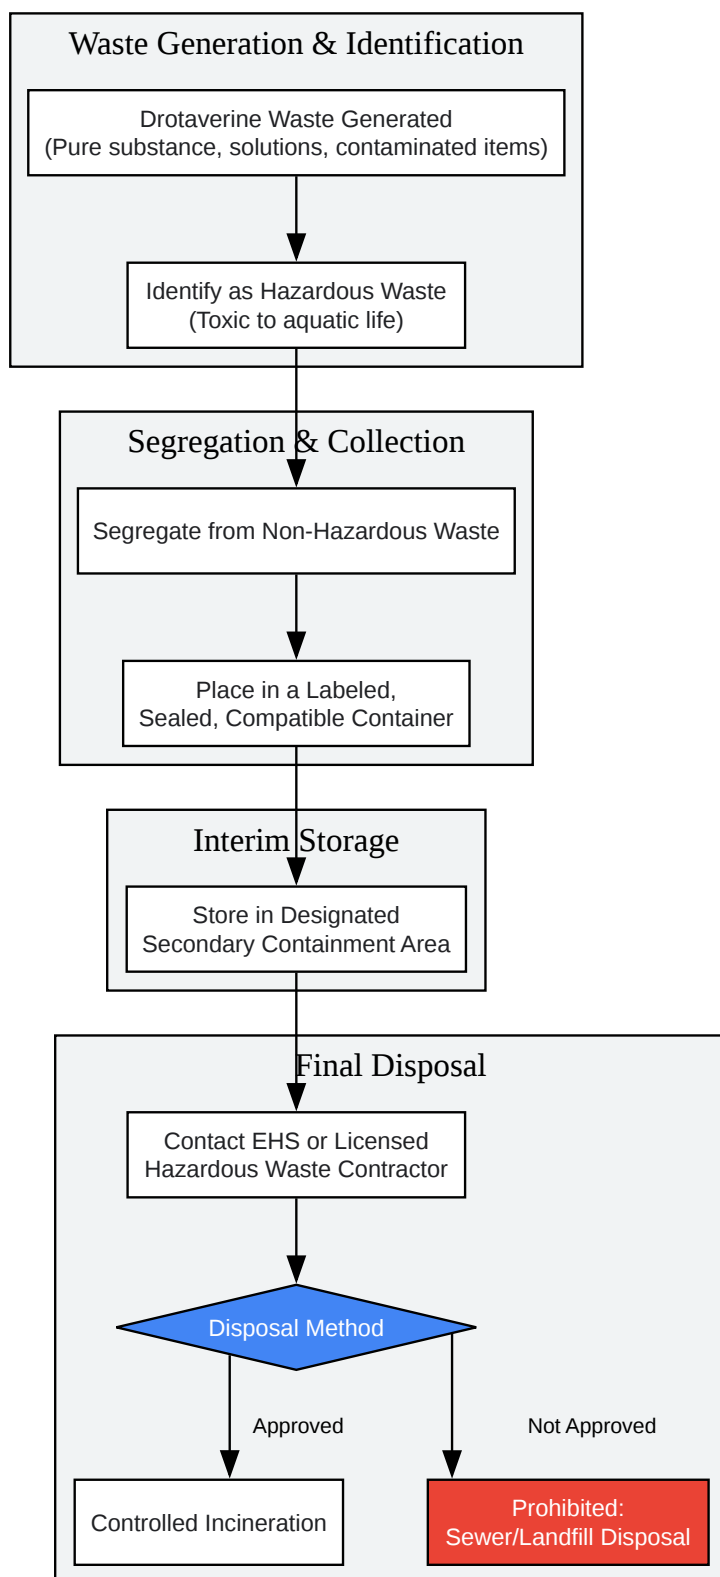 Waste Generation & Identification
Drotaverine Waste Generated
(Pure substance, solutions, contaminated items)
Identify as Hazardous Waste
(Toxic to aquatic life)
Segregation & Collection
Segregate from Non-Hazardous Waste
Place in a Labeled,
Sealed, Compatible Container
Interim Storage
Store in Designated
Secondary Containment Area
Final Disposal
Contact EHS or Licensed
Hazardous Waste Contractor
Disposal Method
Approved
Not Approved
Controlled Incineration
Prohibited:
Sewer/Landfill Disposal